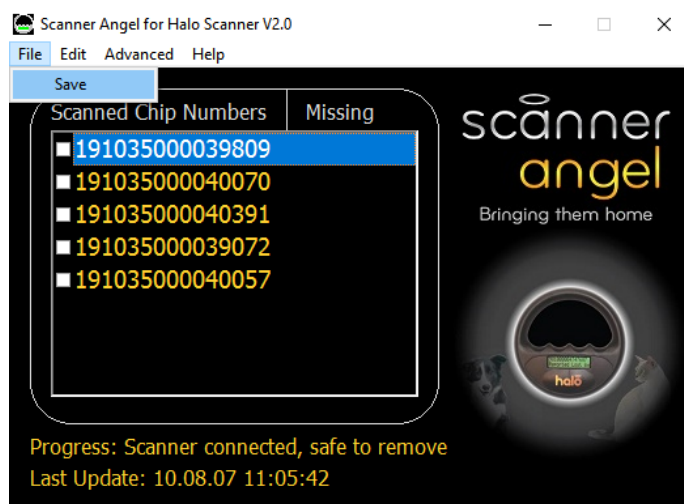 Scanner Angel for Halo Scanner V2.0
File Edit Advanced Help
Save
Scanned Chip Numbers Missing
191035000039809
191035000040070
191035000040391
191035000039072
191035000040057
scanner
angel
Bringing them home
halo
Progress: Scanner connected, safe to remove
Last Update: 10.08.07 11:05:42